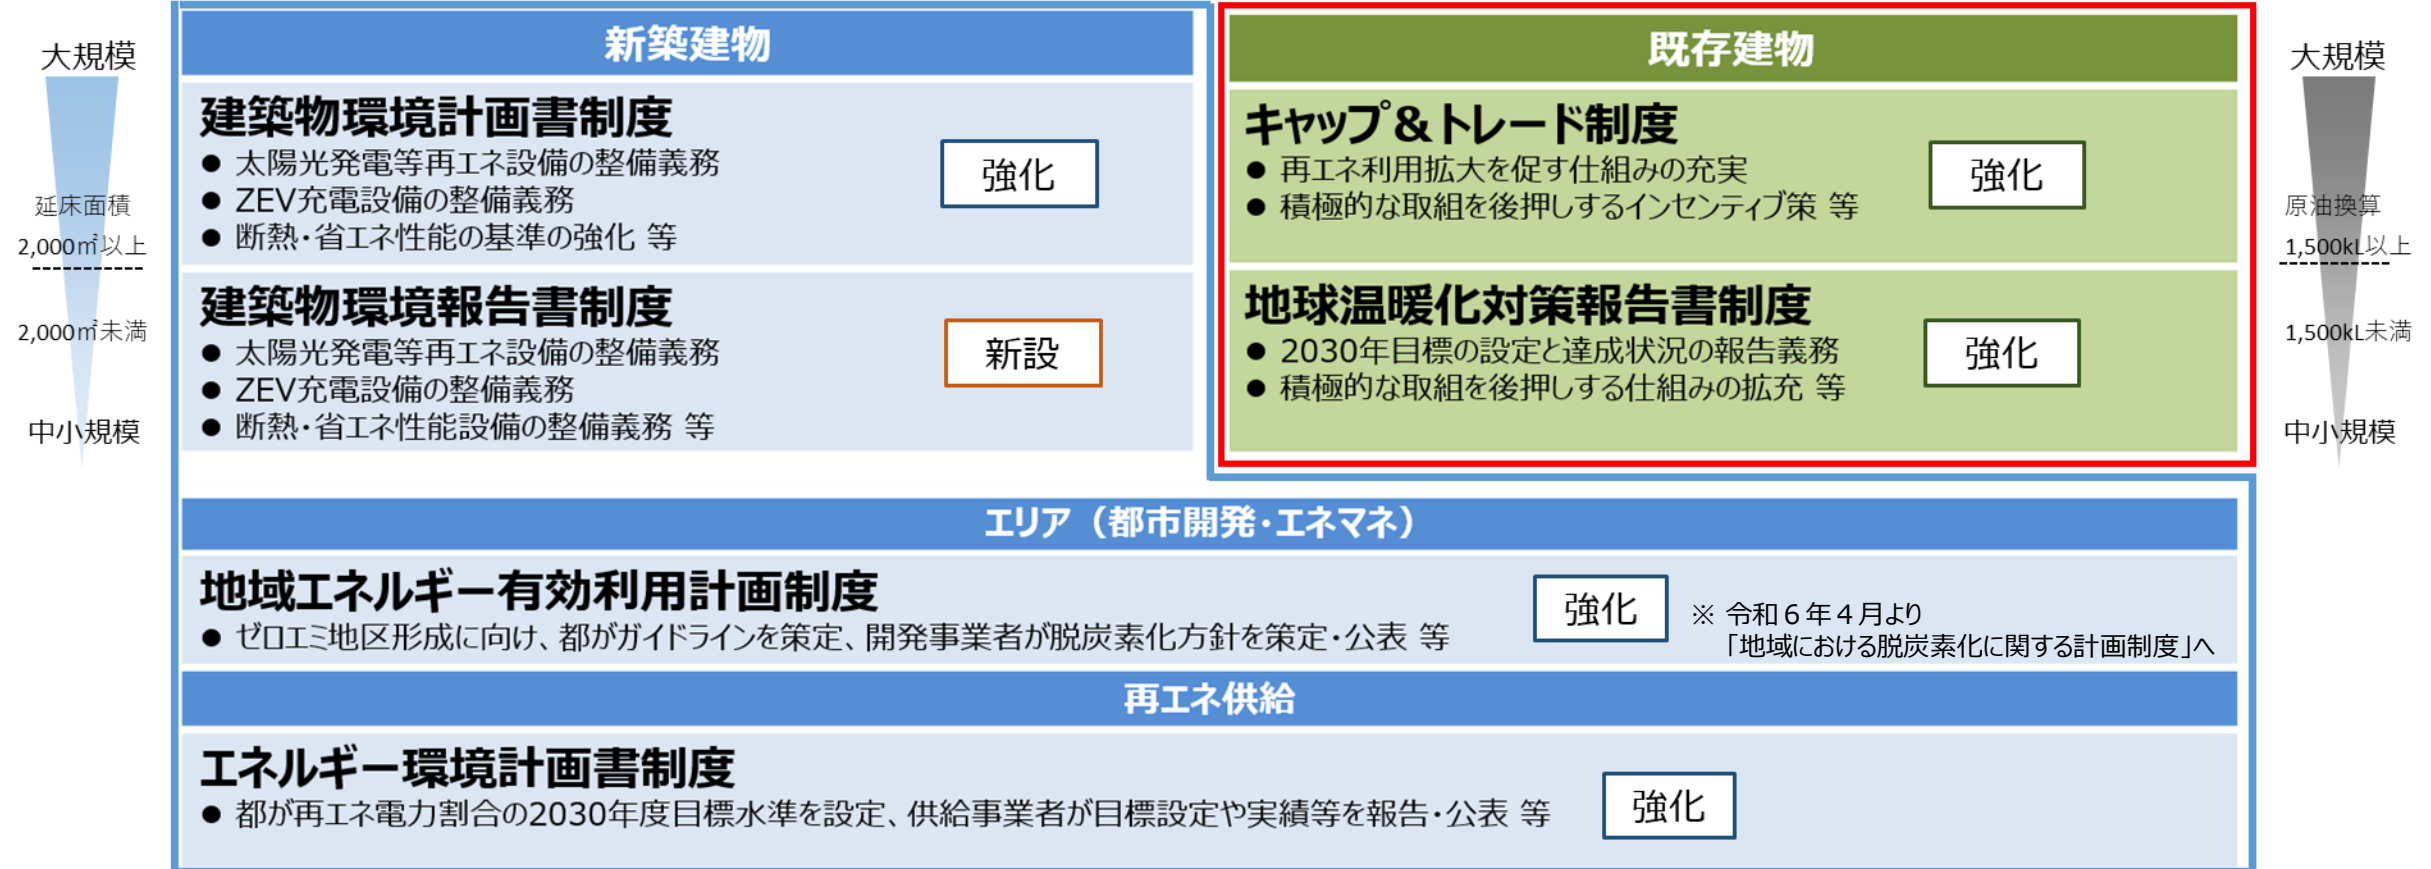 大規模
延床面積
2,000㎡以上
2,000㎡未満
中小規模
新築建物
建築物環境計画書制度
● 太陽光発電等再エネ設備の整備義務
● ZEV充電設備の整備義務
● 断熱・省エネ性能の基準の強化 等
強化
建築物環境報告書制度
● 太陽光発電等再エネ設備の整備義務
● ZEV充電設備の整備義務
● 断熱・省エネ性能設備の整備義務 等
新設
既存建物
キャップ＆トレード制度
● 再エネ利用拡大を促す仕組みの充実
● 積極的な取組を後押しするインセンティブ策 等
強化
地球温暖化対策報告書制度
● 2030年目標の設定と達成状況の報告義務
● 積極的な取組を後押しする仕組みの拡充 等
強化
大規模
原油換算
1,500kL以上
1,500kL未満
中小規模
エリア（都市開発・エネマネ）
地域エネルギー有効利用計画制度
● ゼロエミ地区形成に向け、都がガイドラインを策定、開発事業者が脱炭素化方針を策定・公表 等
強化
※ 令和６年４月より
「地域における脱炭素化に関する計画制度」へ
再エネ供給
エネルギー環境計画書制度
● 都が再エネ電力割合の2030年度目標水準を設定、供給事業者が目標設定や実績等を報告・公表 等
強化